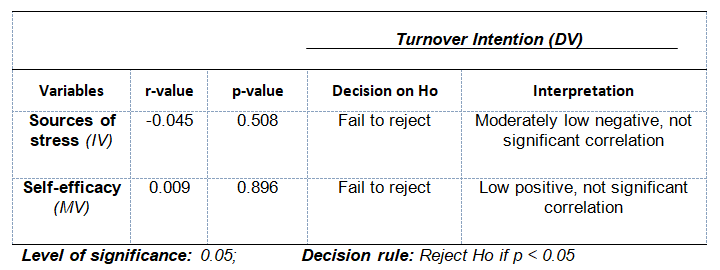 Turnover Intention (DV)
Variables r-value p-value Decision on Ho Interpretation
Sources of stress (IV) -0.045 0.508 Fail to reject Moderately low negative, not significant correlation
Self-efficacy (MV) 0.009 0.896 Fail to reject Low positive, not significant correlation
Level of significance: 0.05; Decision rule: Reject Ho if p < 0.05